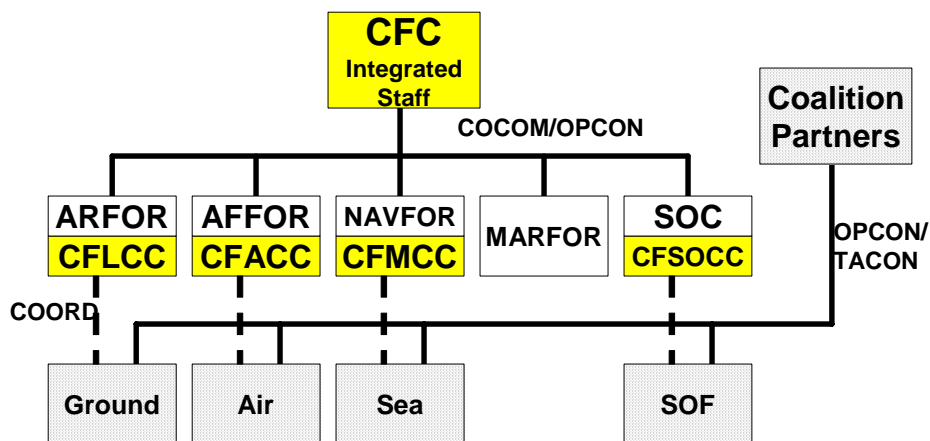 CFC
Integrated
Staff
Coalition
Partners
COCOM/OPCON
ARFOR
CFLCC
AFFOR
CFACC
NAVFOR
CFMCC
MARFOR
SOC
CFSOCC
OPCON/
TACON
COORD
Ground
Air
Sea
SOF